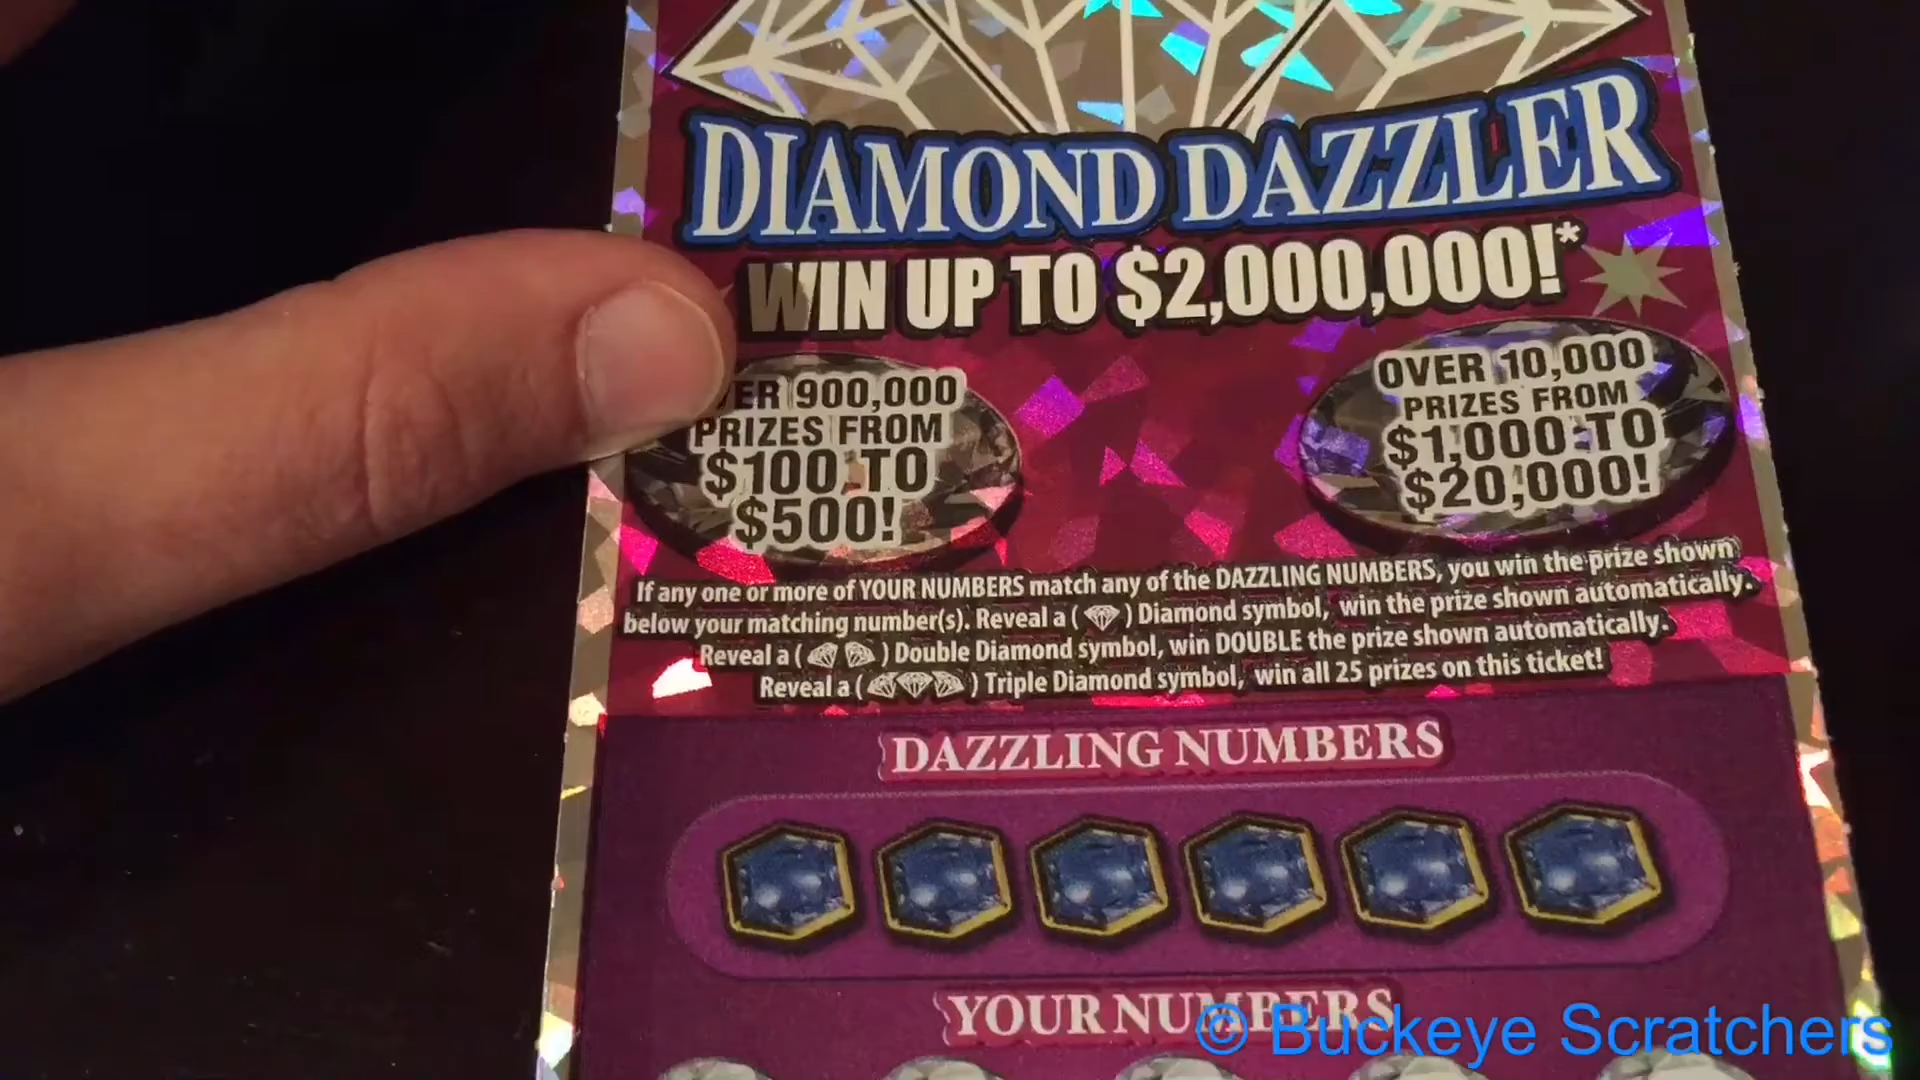 DIAMOND DAZZLER
WIN UP TO $2,000,000!*
900,000
PRIZES FROM
$100 TO
$500!
OVER 10,000
PRIZES FROM
$1,000 TO
$20,000!
If any one or more of YOUR NUMBERS match any of the DAZZLING NUMBERS, you win the prize shown
below your matching number(s). Reveal a ( ) Diamond symbol, win the prize shown automatically.
Reveal a ( ) Double Diamond symbol, win DOUBLE the prize shown automatically.
Reveal a ( ) Triple Diamond symbol, win all 25 prizes on this ticket!
DAZZLING NUMBERS
YOUR NUMBERS
© Buckeye Scratchers